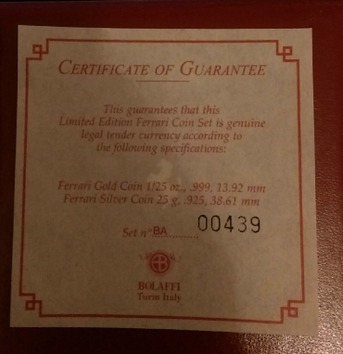 CERTIFICATE OF GUARANTEE
This guarantees that this
Limited Edition Ferrari Coin Set is genuine
legal tender currency according to
the following specifications:
Ferrari Gold Coin 1/25 oz., .999, 13.92 mm
Ferrari Silver Coin 25 g, .925, 38.61 mm
Set n°BA......... 00439
BOLAFFI
Turin Italy